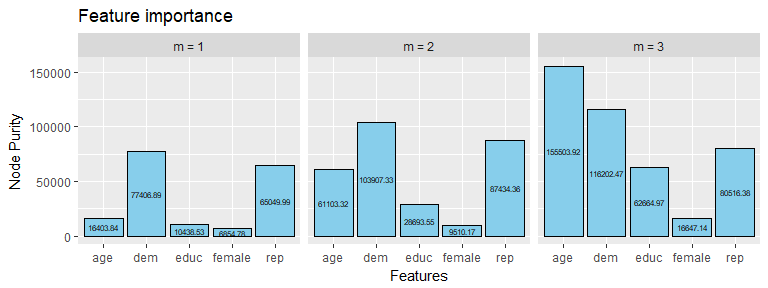 Feature importance
m = 1
m = 2
m = 3
150000
100000
50000
0
Node Purity
16403.84
77406.89
10438.53
6854.78
65049.99
61103.32
103907.33
28693.55
9510.17
87434.36
155503.92
116202.47
62664.97
16647.14
80516.38
age dem educ female rep
age dem educ female rep
age dem educ female rep
Features